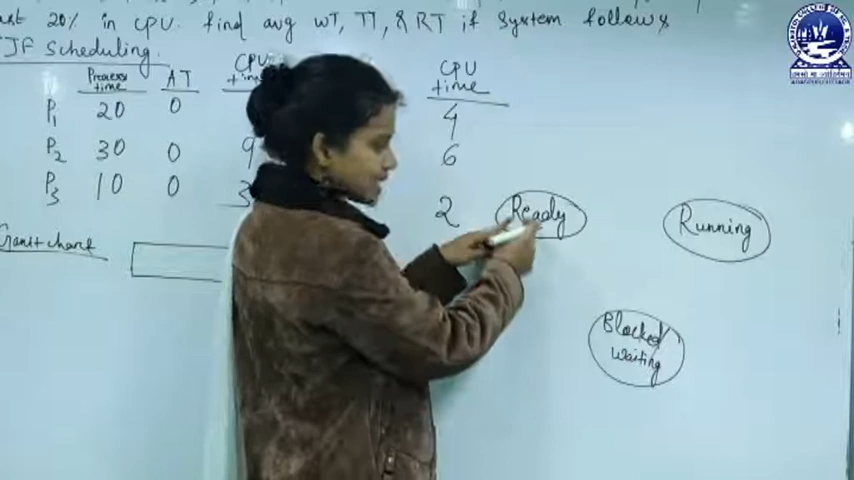 last 20% in CPU. find avg WT, TT, & RT if System follows
JF Scheduling.
Process time AT CPU time CPU time
P1 20 0 4
P2 30 0 9 6
P3 10 0 3 2
Ready Running
Gantt chart
Blocked
Waiting